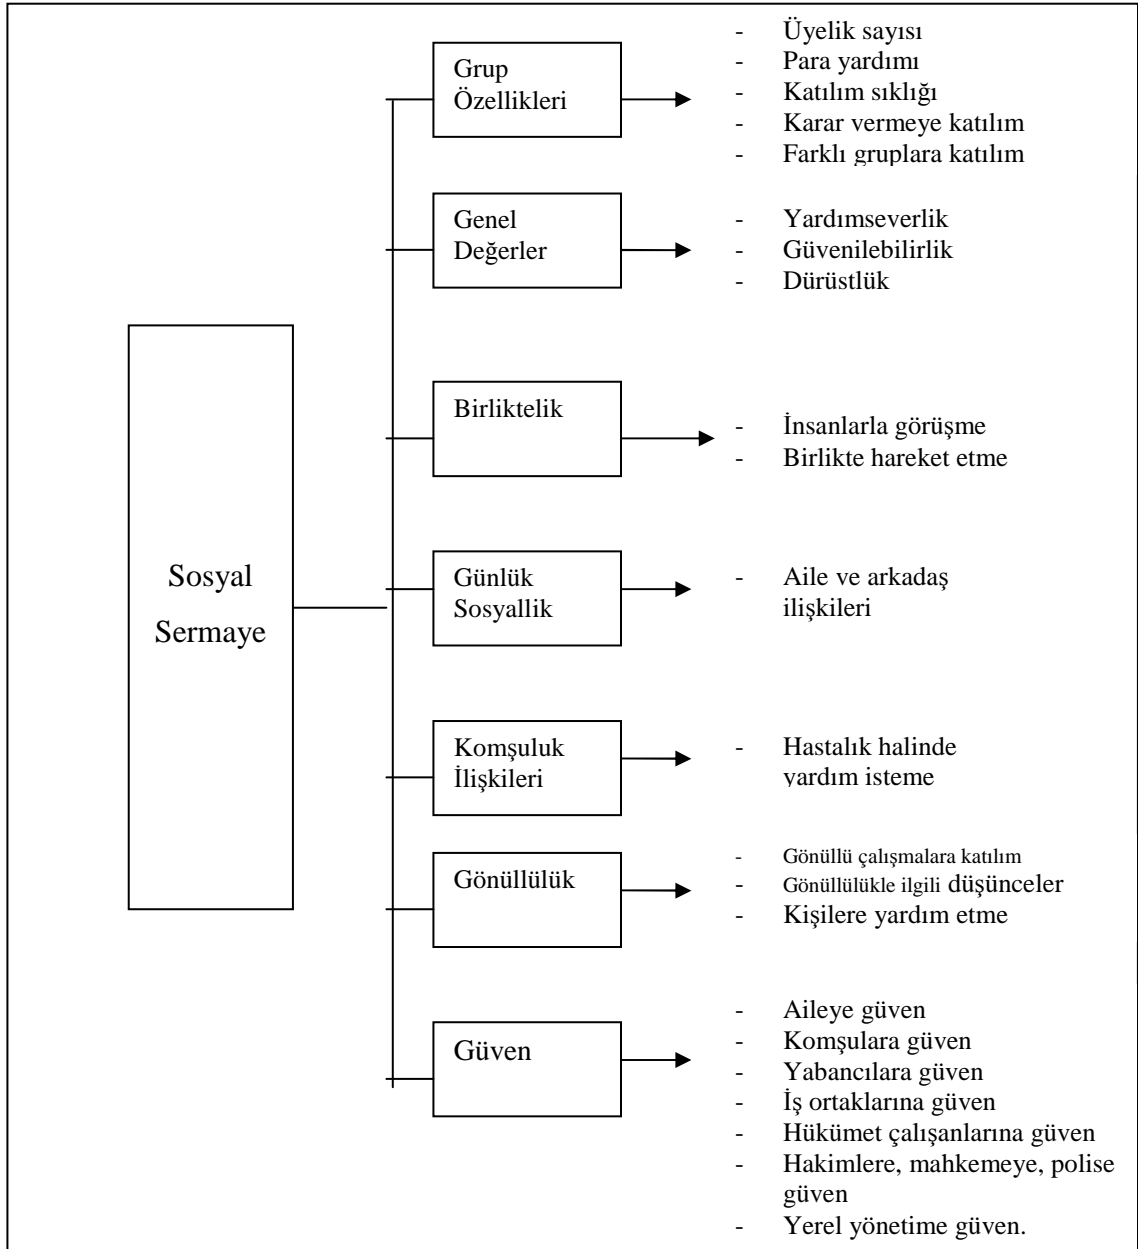 Grup
Özellikleri
- Üyelik sayısı
- Para yardımı
- Katılım sıklığı
- Karar vermeye katılım
- Farklı gruplara katılım
Genel
Değerler
- Yardımseverlik
- Güvenilebilirlik
- Dürüstlük
Birliktelik
- İnsanlarla görüşme
- Birlikte hareket etme
Sosyal
Sermaye
Günlük
Sosyallik
- Aile ve arkadaş
ilişkileri
Komşuluk
İlişkileri
- Hastalık halinde
yardım isteme
Gönüllülük
- Gönüllü çalışmalara katılım
- Gönüllülükle ilgili düşünceler
- Kişilere yardım etme
Güven
- Aileye güven
- Komşulara güven
- Yabancılara güven
- İş ortaklarına güven
- Hükümet çalışanlarına güven
- Hakimlere, mahkemeye, polise
güven
- Yerel yönetime güven.